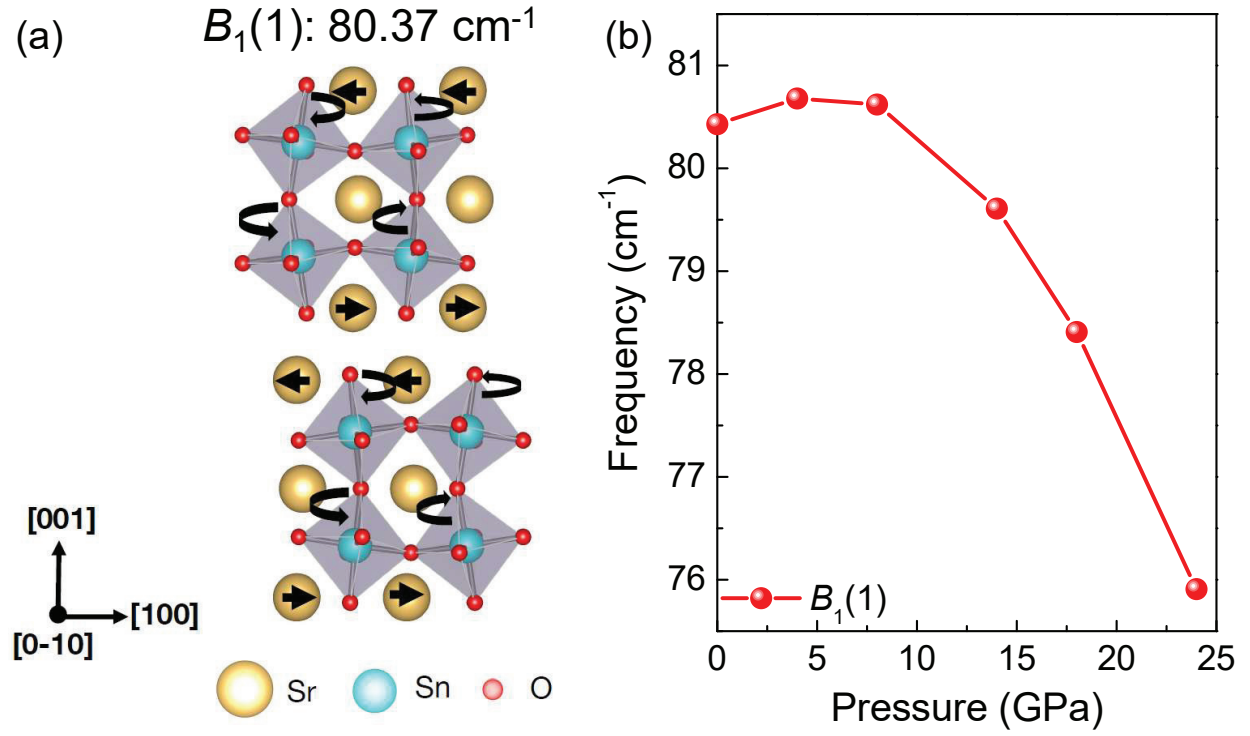 (a)
B₁(1): 80.37 cm⁻¹
[001]
[100]
[0-10]
Sr
Sn
O
(b)
Frequency (cm⁻¹)
81
80
79
78
77
76
B₁(1)
0
5
10
15
20
25
Pressure (GPa)